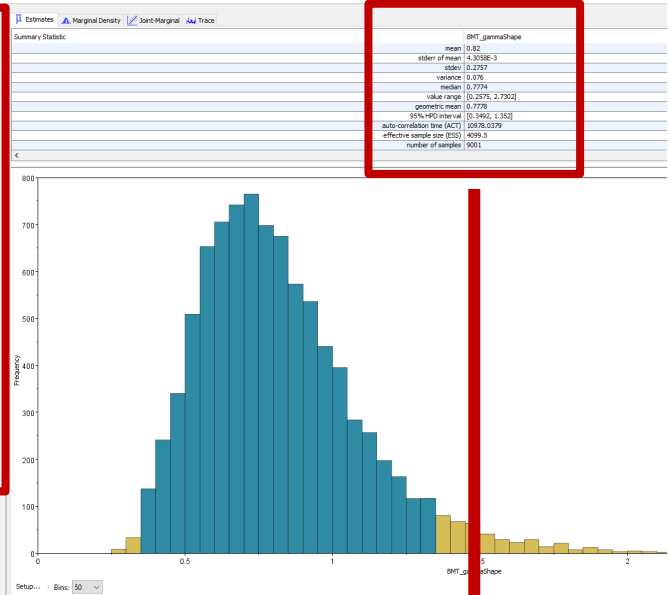 Estimates Marginal Density Joint-Marginal Trace
Summary Statistic BMT_gammaShape
mean 0.82
stderr of mean 4.3058E-3
stdev 0.2757
variance 0.076
median 0.7774
value range [0.2575, 2.7302]
geometric mean 0.7778
95% HPD interval [0.3492, 1.352]
auto-correlation time (ACT) 10978.0379
effective sample size (ESS) 4099.5
number of samples 9001
<
800
700
600
500
400
300
200
100
0
Frequency
0 0.5 1 5 2
BMT_g aShape
Setup... Bins: 50